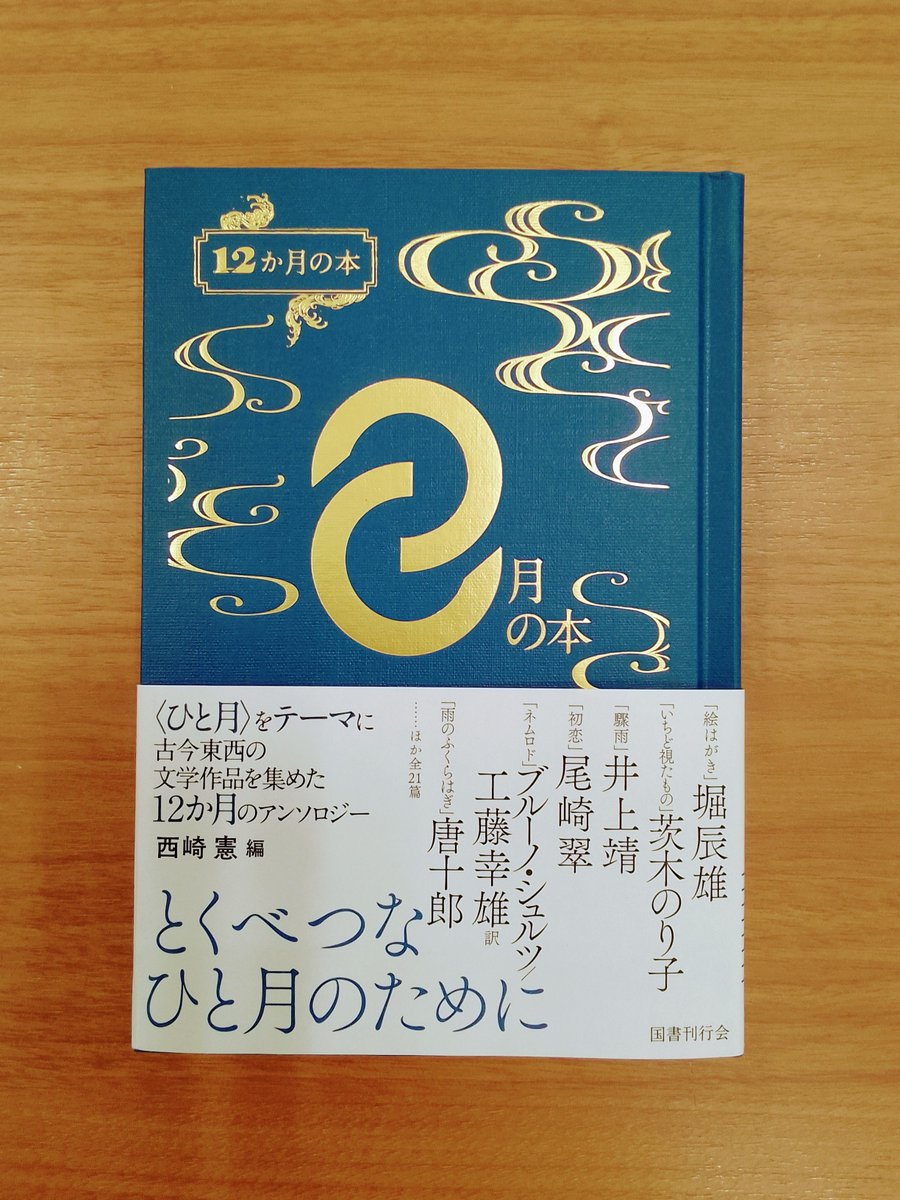 12か月の本
8
月
の本
〈ひと月〉をテーマに
古今東西の
文学作品を集めた
12か月のアンソロジー
西崎憲 編
「絵はがき」堀辰雄
「いちど視たもの」茨木のり子
「驟雨」井上靖
「初恋」尾崎翠
「ネムロド」ブルーノ・シュルツ/
工藤幸雄 訳
「雨のふくらはぎ」唐十郎
……ほか全21篇
とくべつな
ひと月のために
国書刊行会